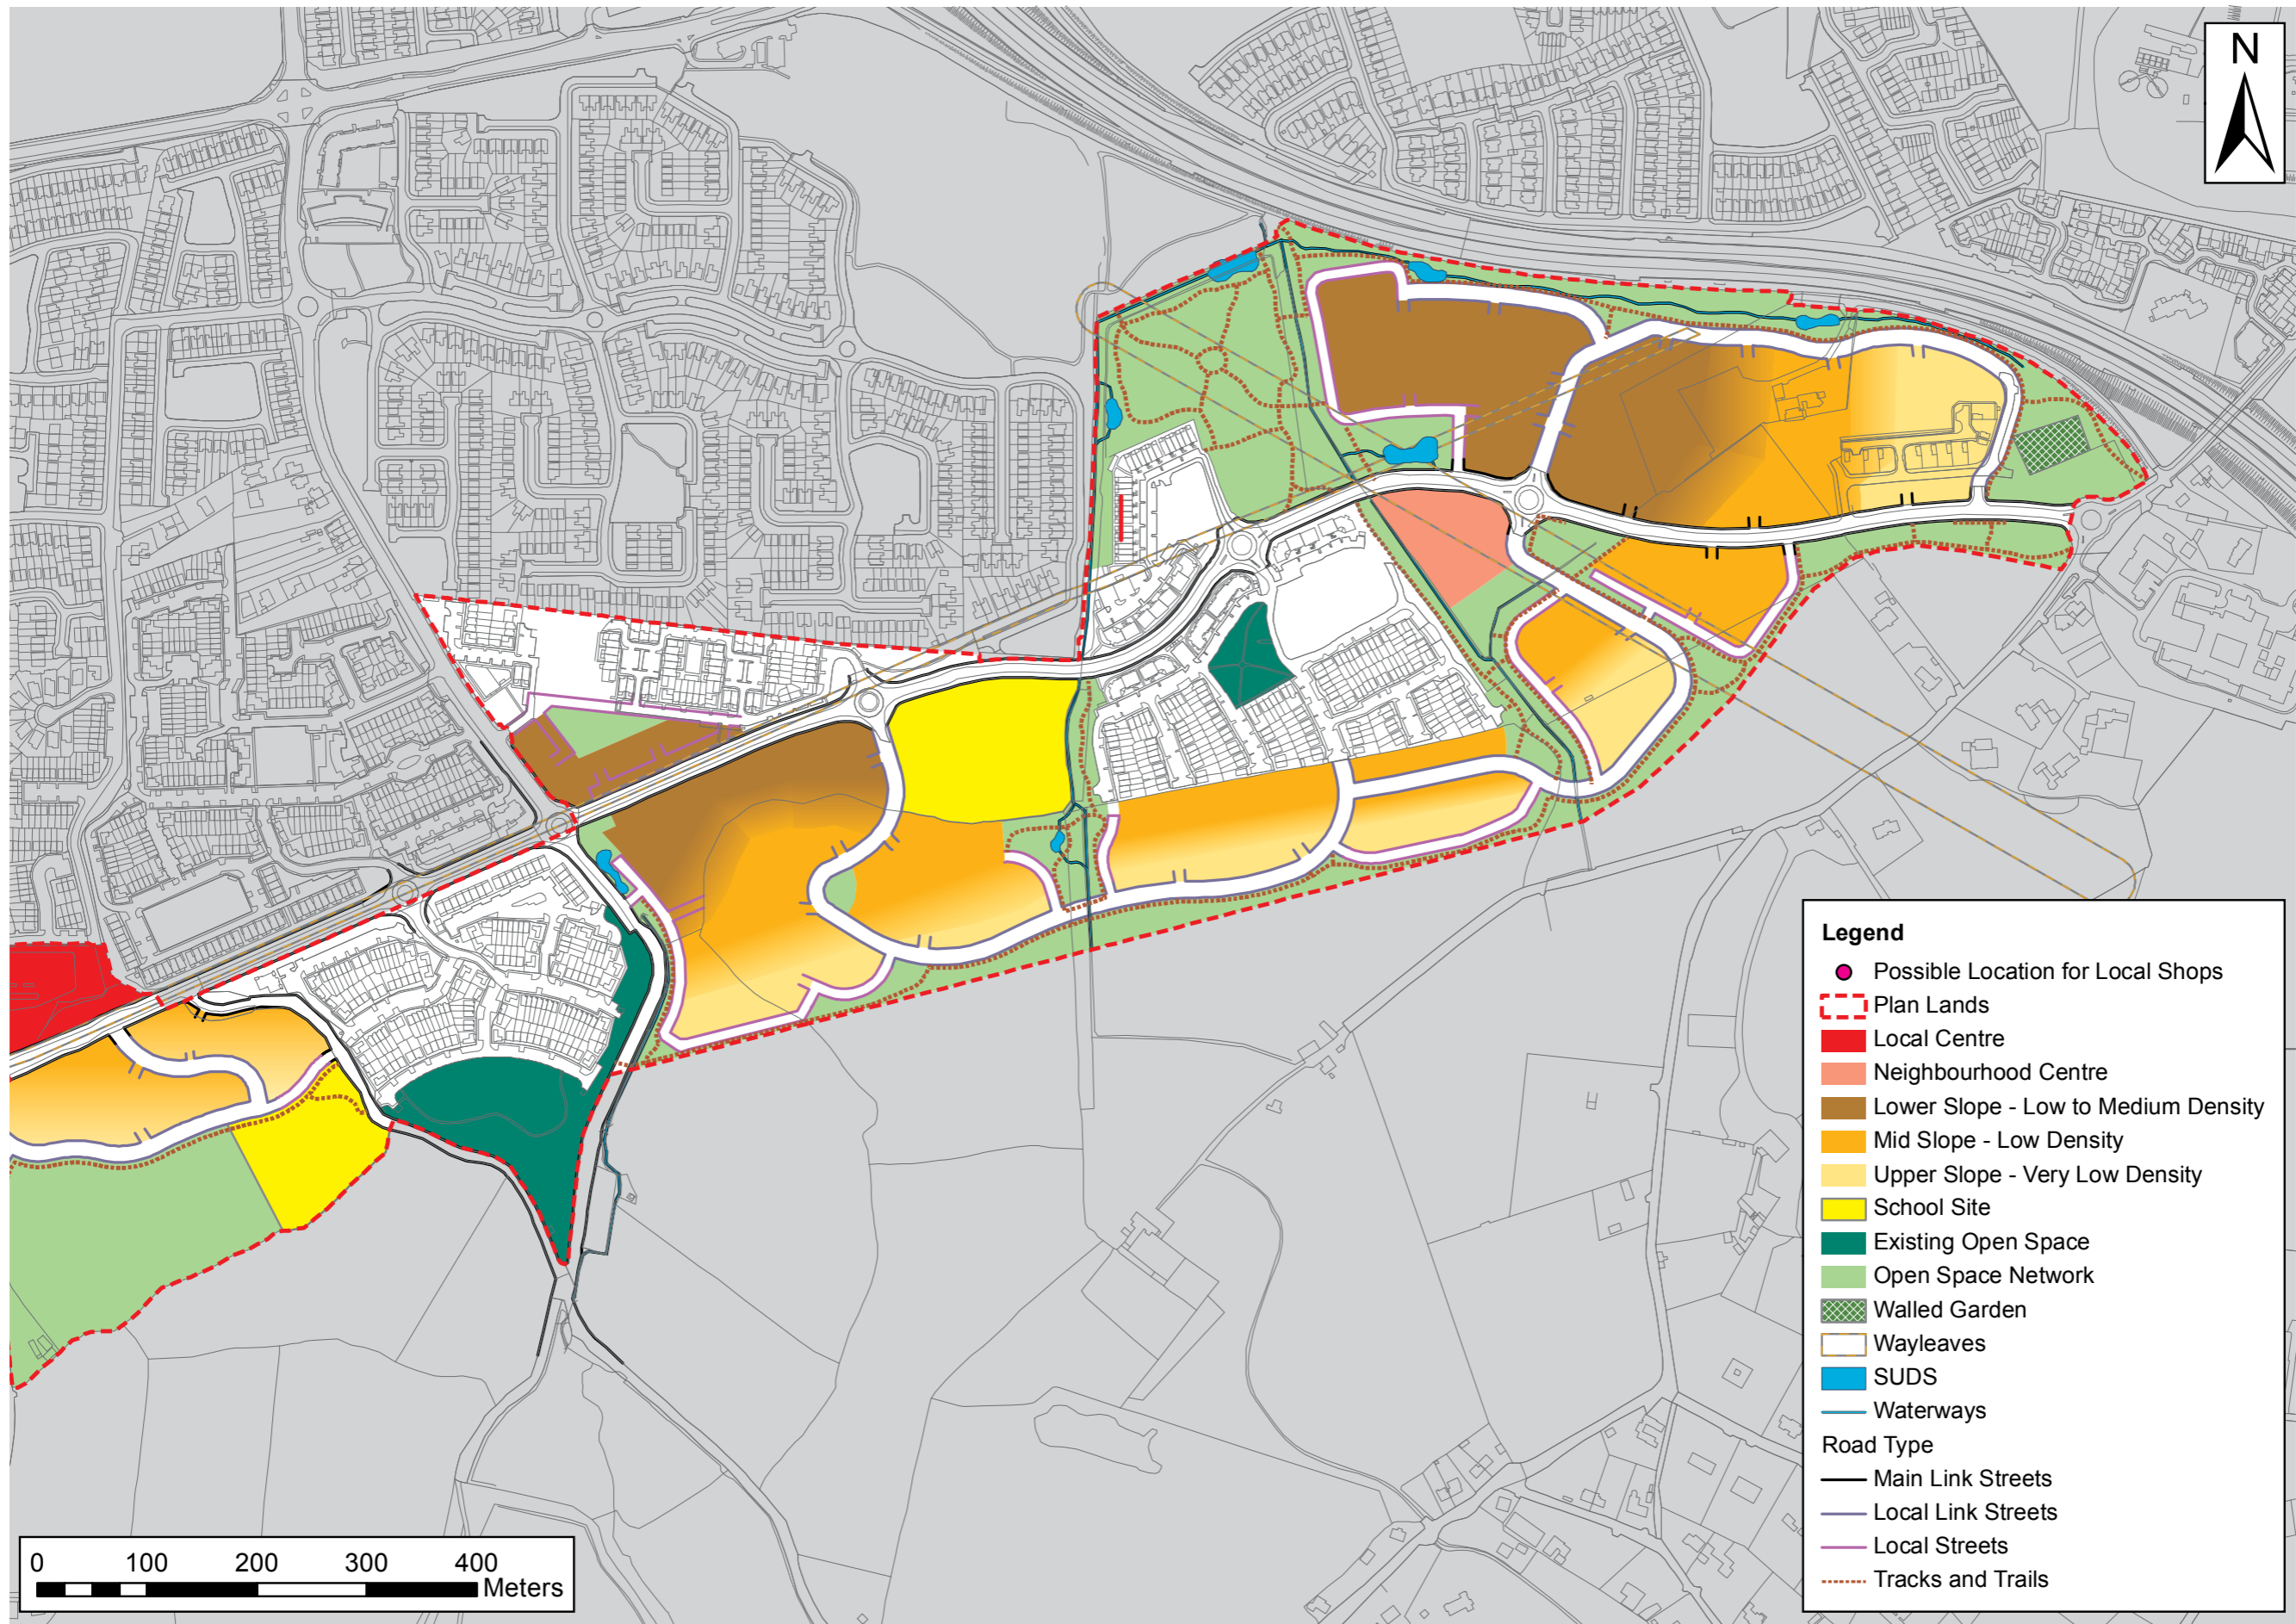 N
Legend
Possible Location for Local Shops
Plan Lands
Local Centre
Neighbourhood Centre
Lower Slope - Low to Medium Density
Mid Slope - Low Density
Upper Slope - Very Low Density
School Site
Existing Open Space
Open Space Network
Walled Garden
Wayleaves
SUDS
Waterways
Road Type
Main Link Streets
Local Link Streets
Local Streets
Tracks and Trails
0 100 200 300 400
Meters